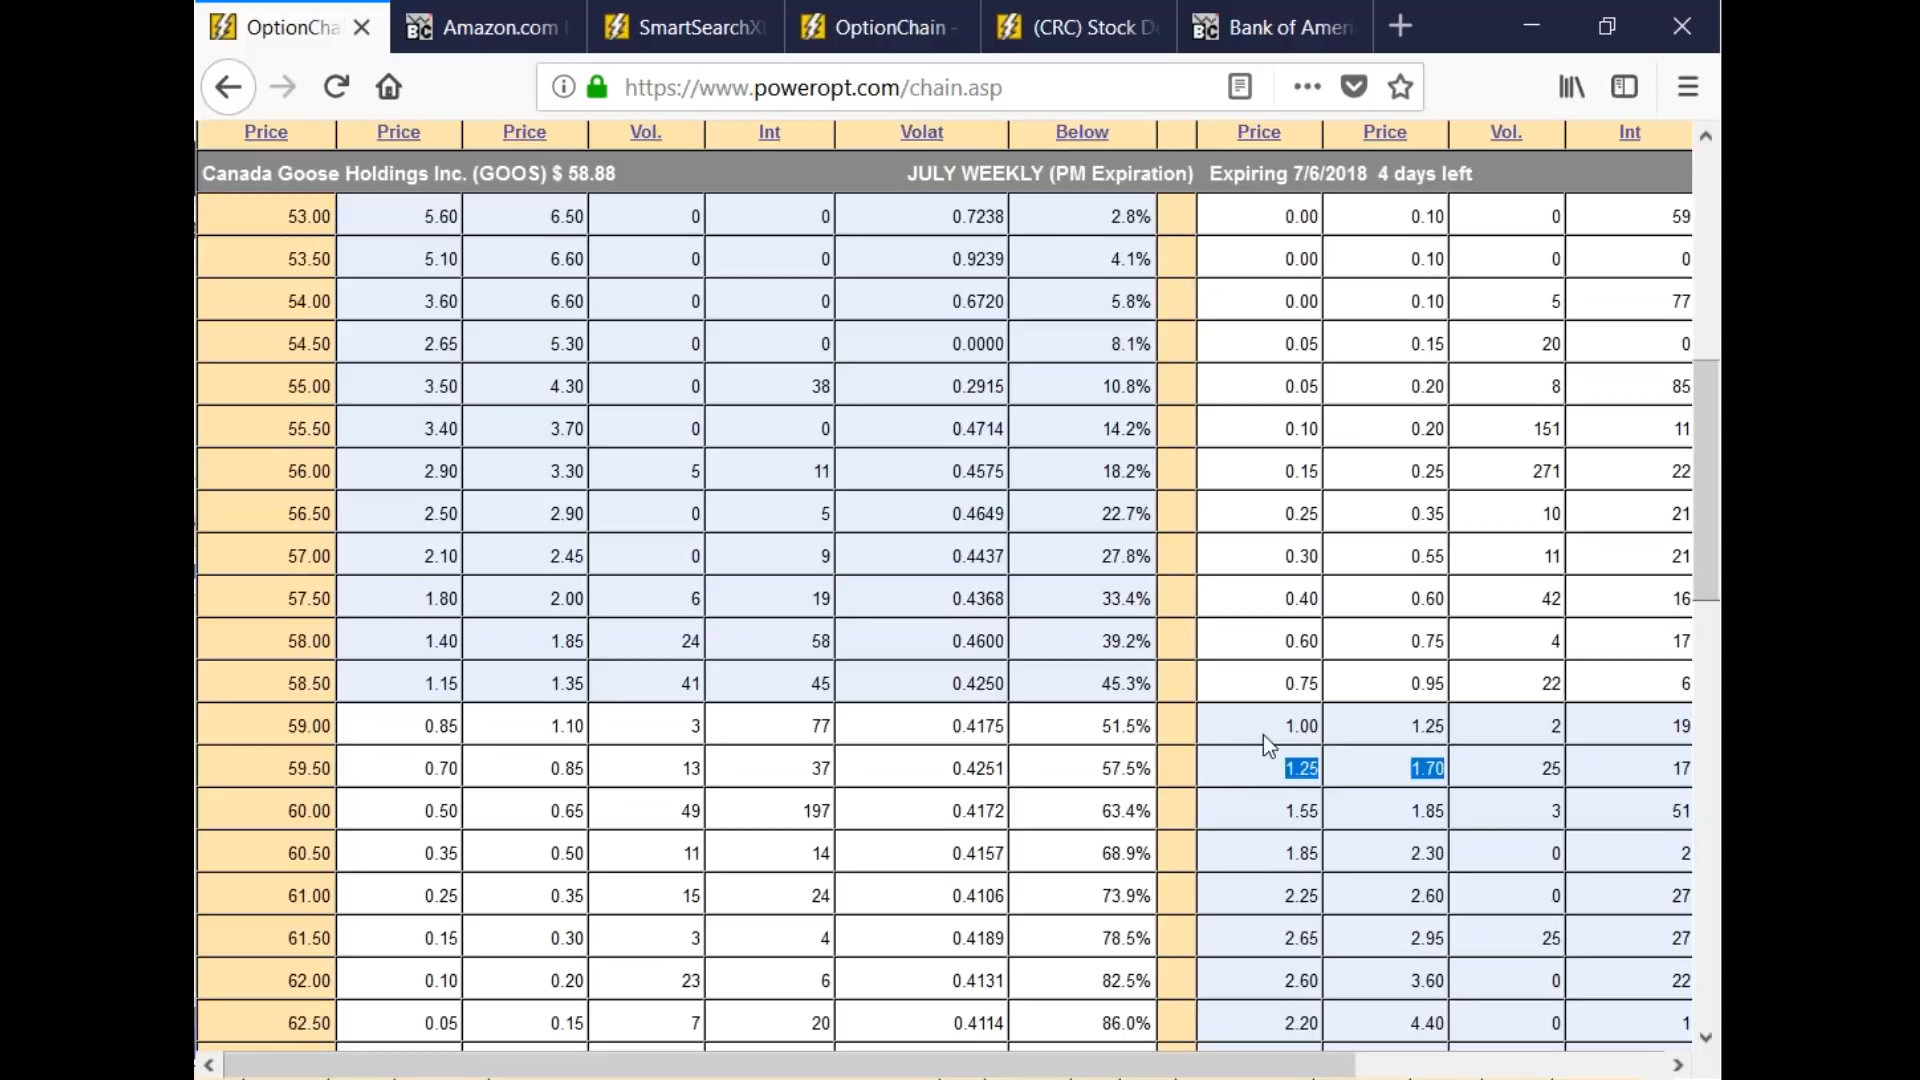 OptionCha
Amazon.com
SmartSearchX
OptionChain -
(CRC) Stock D
Bank of Ameri
https://www.poweropt.com/chain.asp
Price Price Price Vol. Int Volat Below Price Price Vol. Int
Canada Goose Holdings Inc. (GOOS) $ 58.88 JULY WEEKLY (PM Expiration) Expiring 7/6/2018 4 days left
53.00 5.60 6.50 0 0 0.7238 2.8% 0.00 0.10 0 59
53.50 5.10 6.60 0 0 0.9239 4.1% 0.00 0.10 0 0
54.00 3.60 6.60 0 0 0.6720 5.8% 0.00 0.10 5 77
54.50 2.65 5.30 0 0 0.0000 8.1% 0.05 0.15 20 0
55.00 3.50 4.30 0 38 0.2915 10.8% 0.05 0.20 8 85
55.50 3.40 3.70 0 0 0.4714 14.2% 0.10 0.20 151 11
56.00 2.90 3.30 5 11 0.4575 18.2% 0.15 0.25 271 22
56.50 2.50 2.90 0 5 0.4649 22.7% 0.25 0.35 10 21
57.00 2.10 2.45 0 9 0.4437 27.8% 0.30 0.55 11 21
57.50 1.80 2.00 6 19 0.4368 33.4% 0.40 0.60 42 16
58.00 1.40 1.85 24 58 0.4600 39.2% 0.60 0.75 4 17
58.50 1.15 1.35 41 45 0.4250 45.3% 0.75 0.95 22 6
59.00 0.85 1.10 3 77 0.4175 51.5% 1.00 1.25 2 19
59.50 0.70 0.85 13 37 0.4251 57.5% 1.25 1.70 25 17
60.00 0.50 0.65 49 197 0.4172 63.4% 1.55 1.85 3 51
60.50 0.35 0.50 11 14 0.4157 68.9% 1.85 2.30 0 2
61.00 0.25 0.35 15 24 0.4106 73.9% 2.25 2.60 0 27
61.50 0.15 0.30 3 4 0.4189 78.5% 2.65 2.95 25 27
62.00 0.10 0.20 23 6 0.4131 82.5% 2.60 3.60 0 22
62.50 0.05 0.15 7 20 0.4114 86.0% 2.20 4.40 0 1